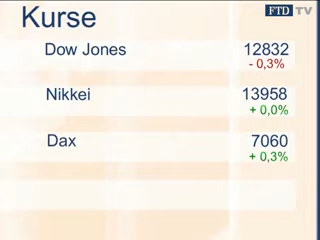 FTD TV
Kurse
Dow Jones 12832
- 0,3%
Nikkei 13958
+ 0,0%
Dax 7060
+ 0,3%